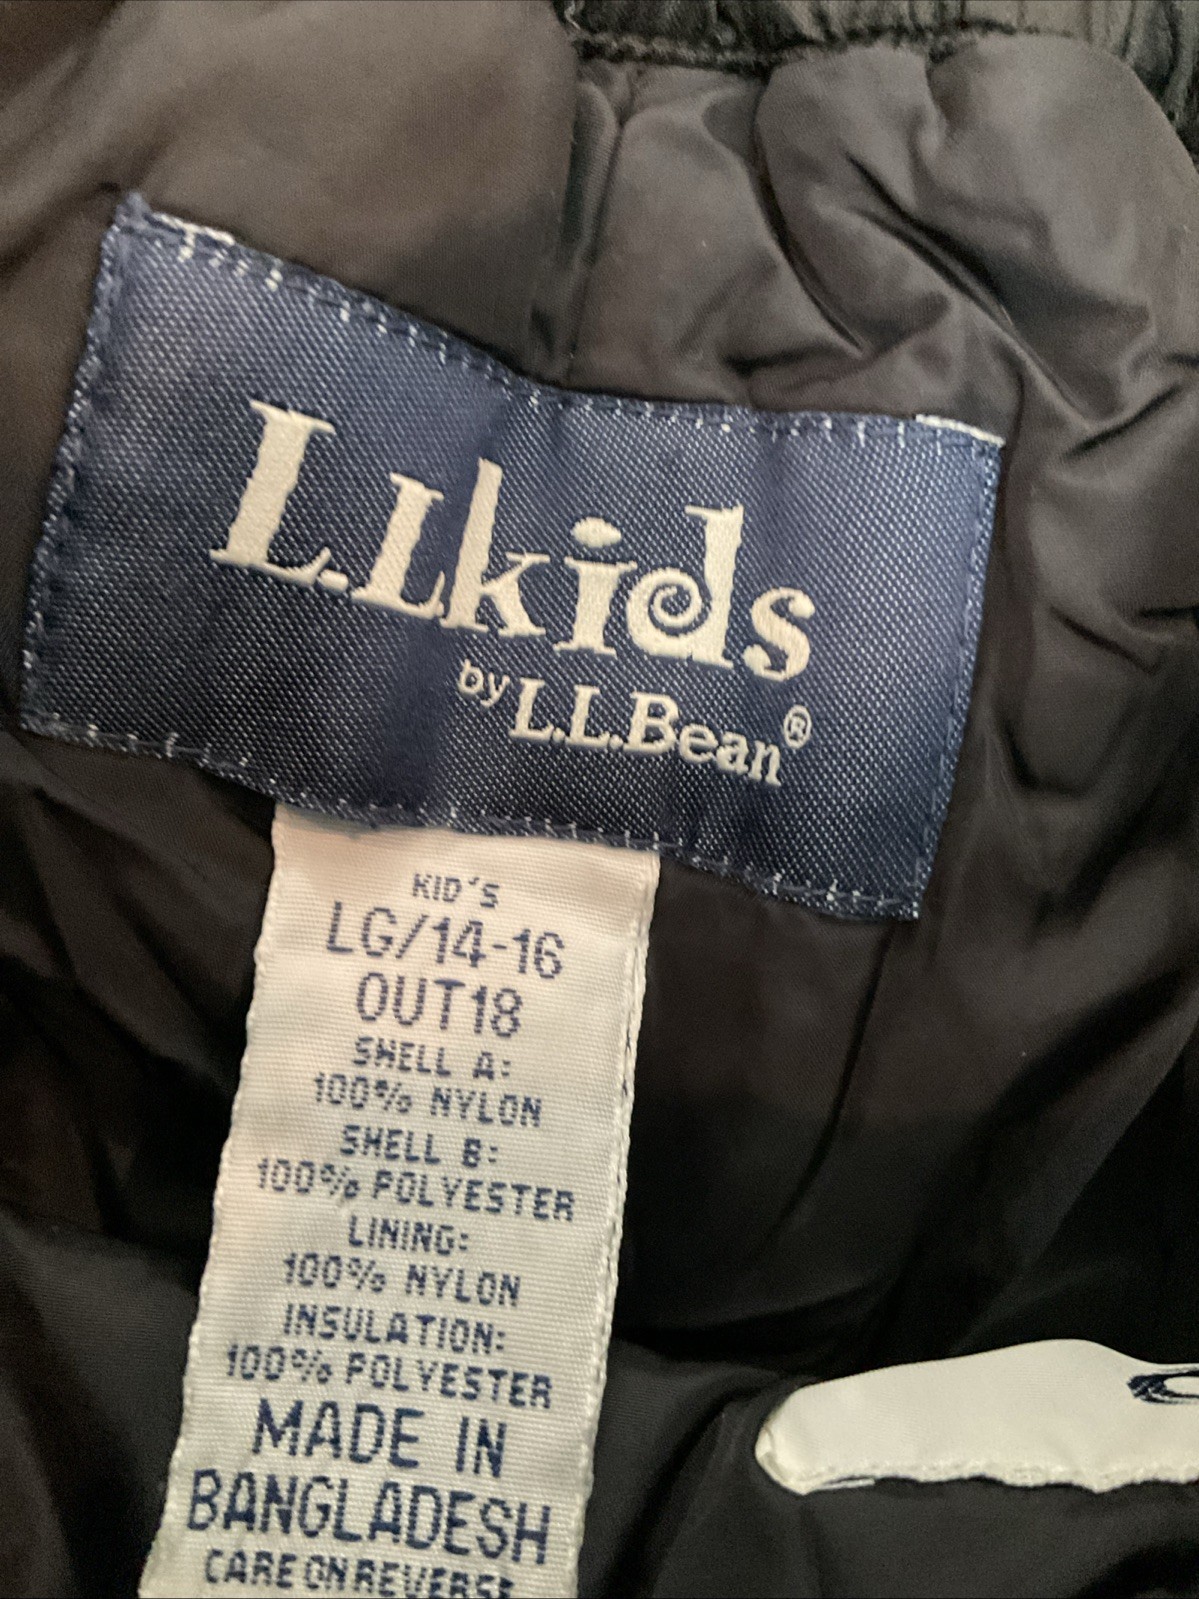 L.L.kids
by L.L.Bean®
KID'S
LG/14-16
OUT18
SHELL A:
100% NYLON
SHELL B:
100% POLYESTER
LINING:
100% NYLON
INSULATION:
100% POLYESTER
MADE IN
BANGLADESH
CARE ON REVERSE